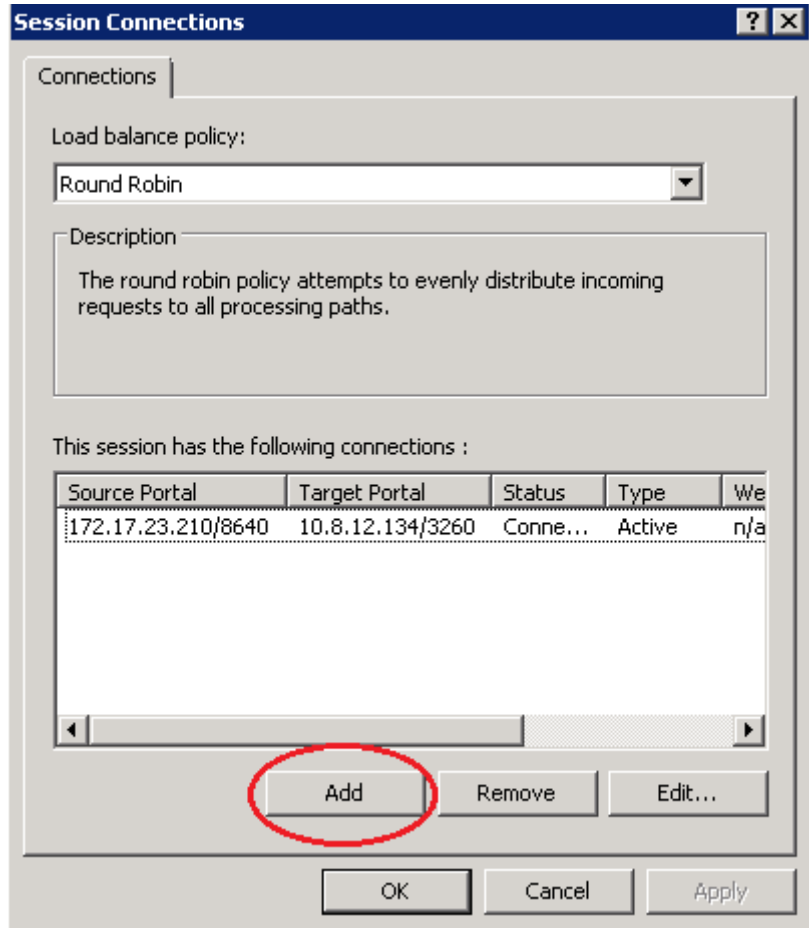 Session Connections
Connections
Load balance policy:
Round Robin
Description
The round robin policy attempts to evenly distribute incoming
requests to all processing paths.
This session has the following connections :
Source Portal Target Portal Status Type We
172.17.23.210/8640 10.8.12.134/3260 Conne... Active n/a
Add Remove Edit...
OK Cancel Apply